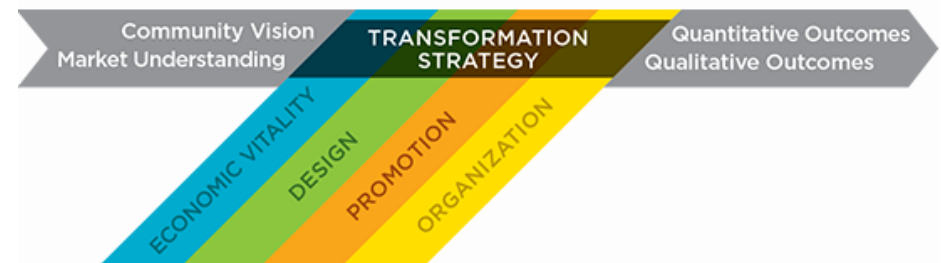 Community Vision
Market Understanding
TRANSFORMATION
STRATEGY
Quantitative Outcomes
Qualitative Outcomes
ECONOMIC VITALITY
DESIGN
PROMOTION
ORGANIZATION